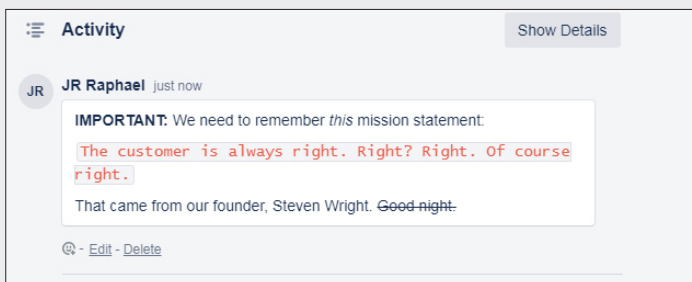 Activity
Show Details
JR
JR Raphael just now
IMPORTANT: We need to remember this mission statement:
The customer is always right. Right? Right. Of course
right.
That came from our founder, Steven Wright. Good night.
- Edit - Delete